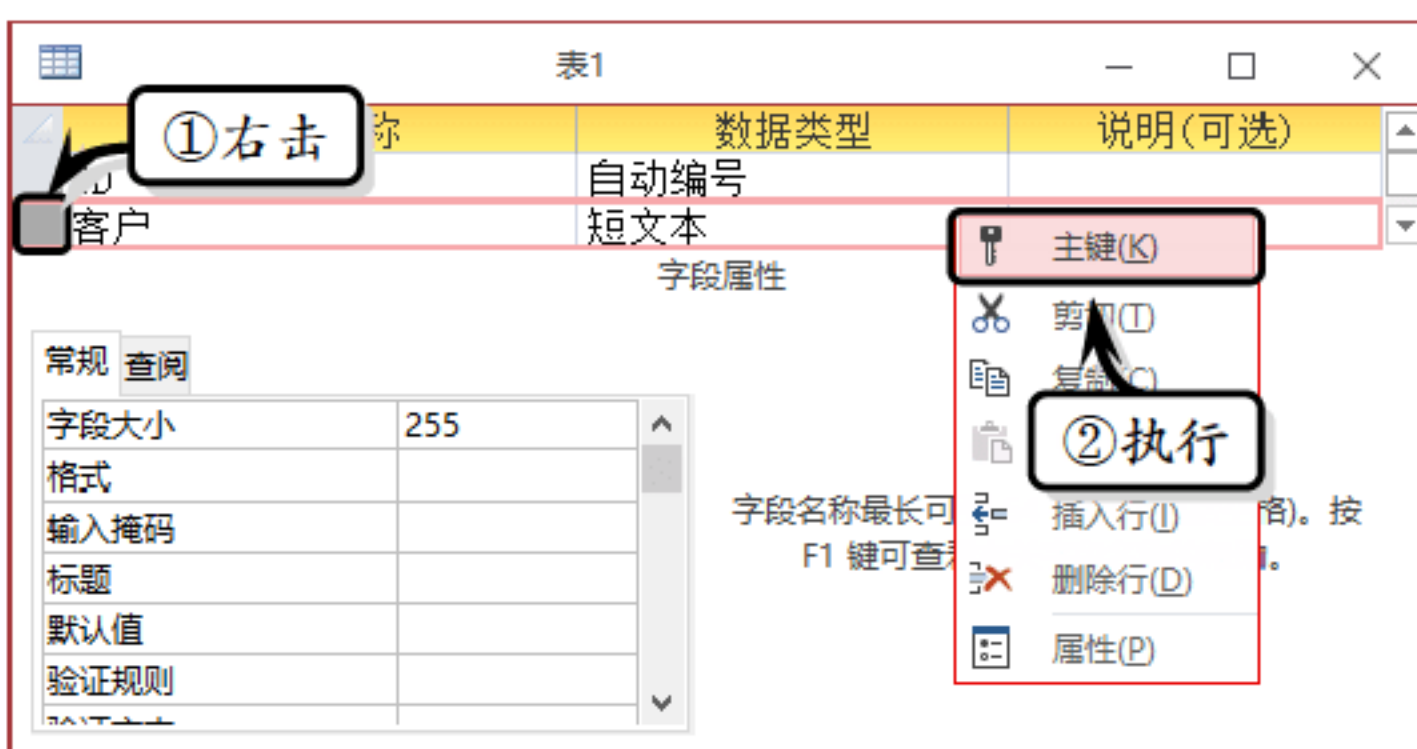 表1
①右击
称 数据类型 说明(可选)
自动编号
客户 短文本
字段属性
主键(K)
剪切(T)
复制(C)
②执行
插入行(I)
删除行(D)
属性(P)
常规 查阅
字段大小 255
格式
输入掩码
标题
默认值
验证规则
字段名称最长可 格)。按
F1 键可查